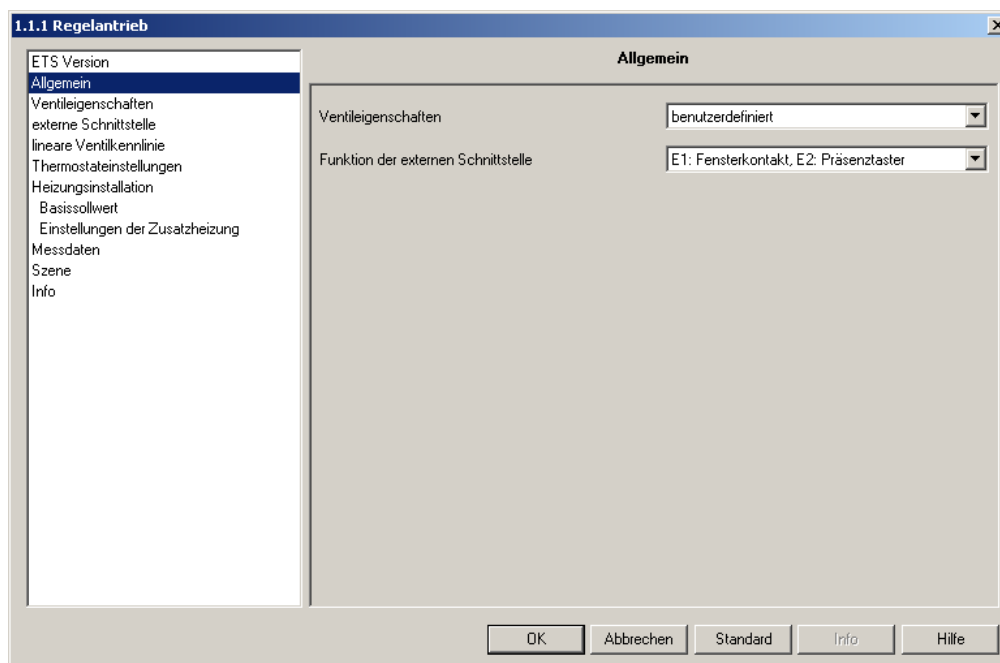 1.1.1 Regelantrieb
ETS Version
Allgemein
Ventileigenschaften
externe Schnittstelle
lineare Ventilkennlinie
Thermostateinstellungen
Heizungsinstallation
Basissollwert
Einstellungen der Zusatzheizung
Messdaten
Szene
Info
Allgemein
Ventileigenschaften benutzerdefiniert
Funktion der externen Schnittstelle E1: Fensterkontakt, E2: Präsenztaster
OK Abbrechen Standard Info Hilfe